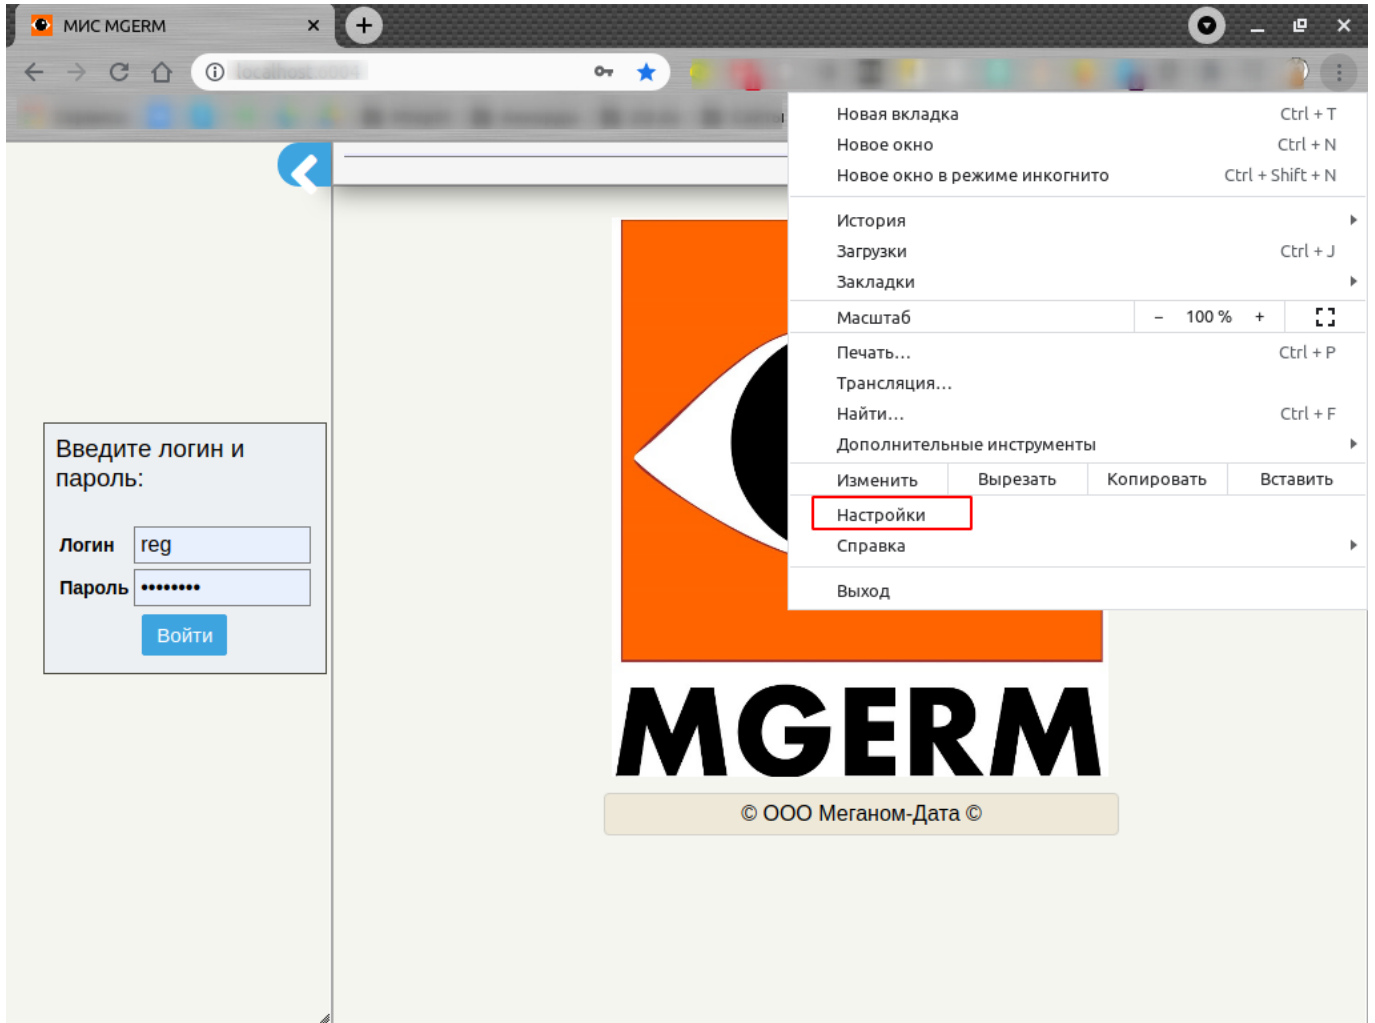 МИС MGERM
Новая вкладка Ctrl + T
Новое окно Ctrl + N
Новое окно в режиме инкогнито Ctrl + Shift + N
История
Загрузки Ctrl + J
Закладки
Масштаб − 100 % +
Печать... Ctrl + P
Трансляция...
Найти... Ctrl + F
Дополнительные инструменты
Изменить Вырезать Копировать Вставить
Настройки
Справка
Выход
Введите логин и
пароль:
Логин reg
Пароль ••••••••
Войти
MGERM
© ООО Меганом-Дата ©